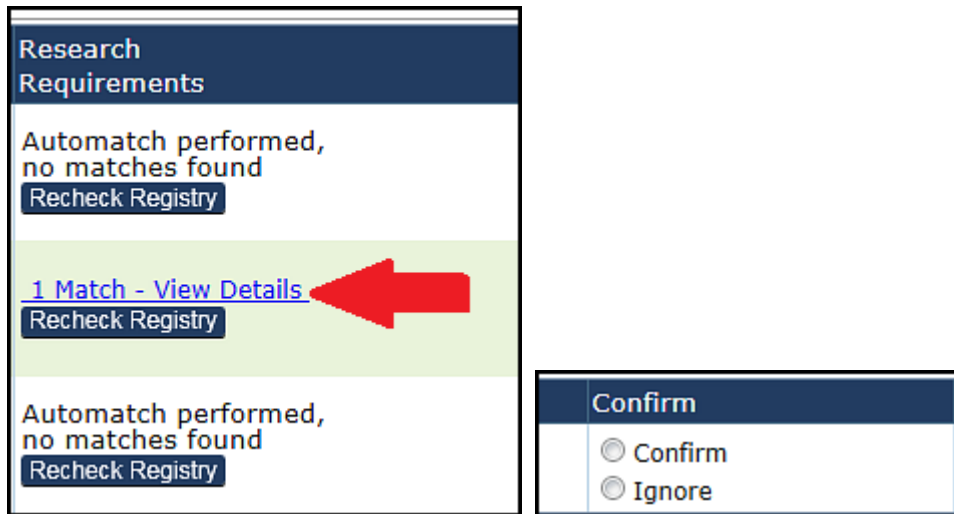 Research
Requirements
Automatch performed,
no matches found
Recheck Registry
1 Match - View Details
Recheck Registry
Automatch performed,
no matches found
Recheck Registry
Confirm
Confirm
Ignore